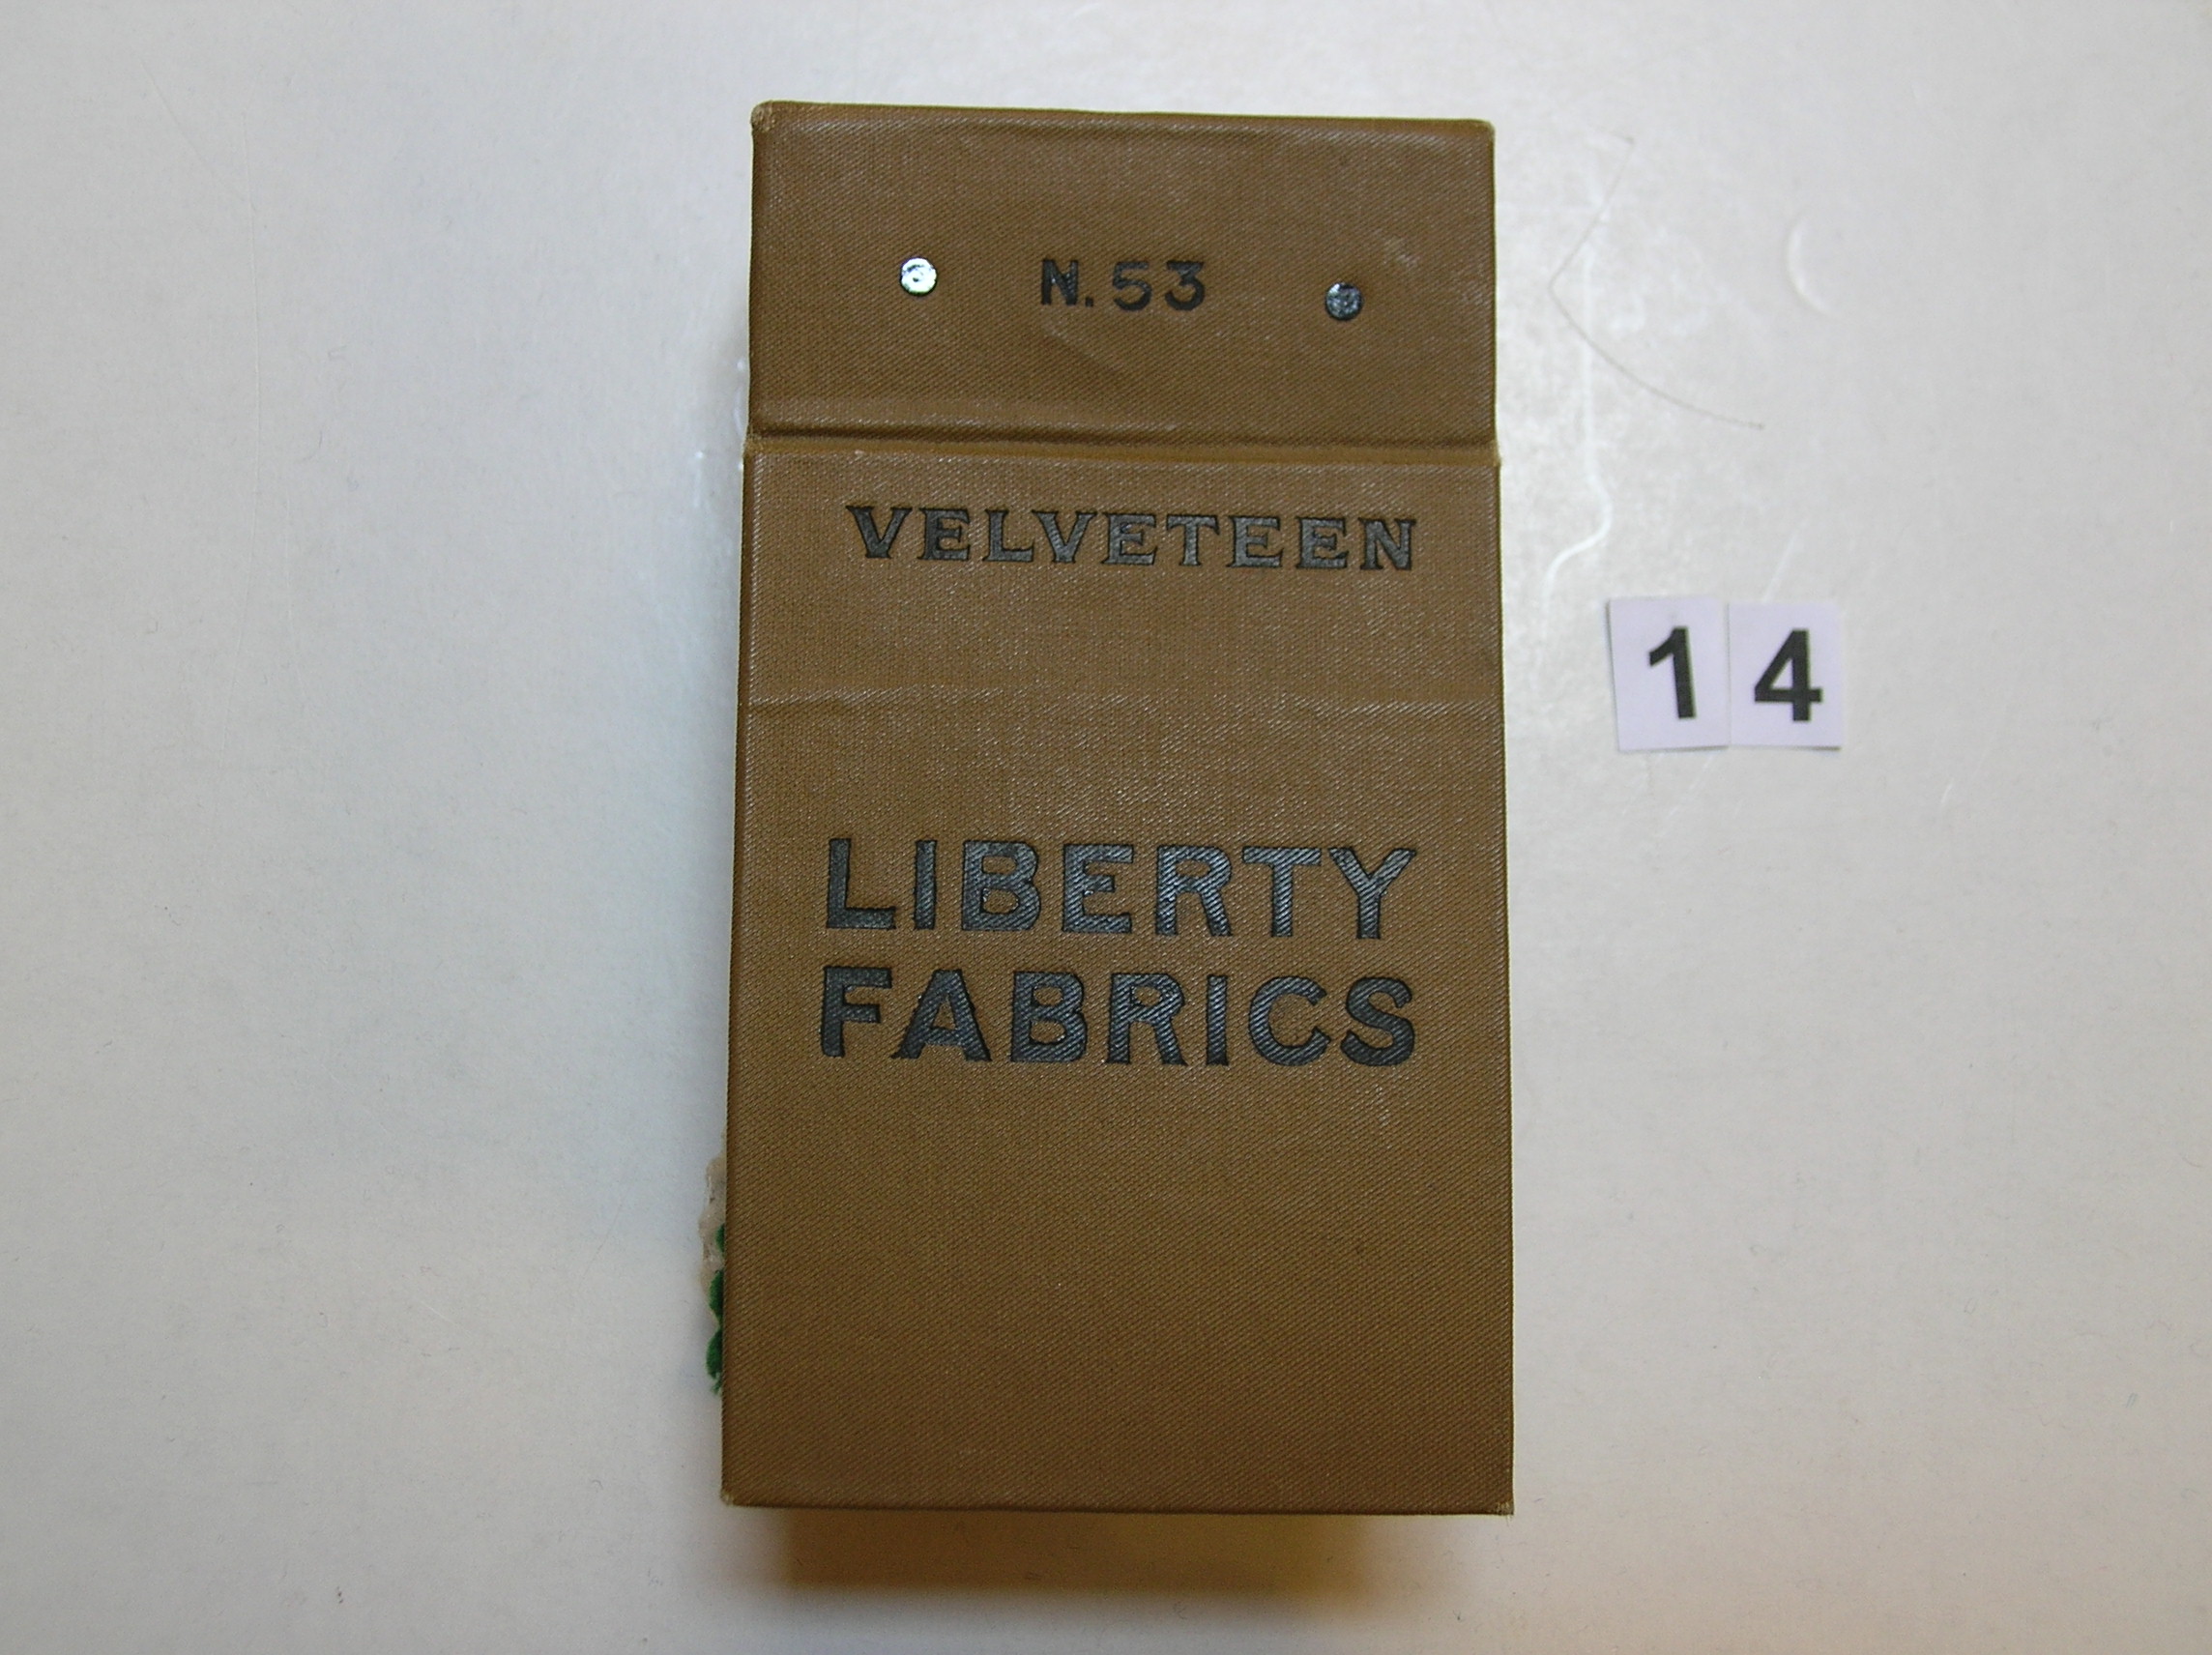 N. 53
VELVETEEN
LIBERTY
FABRICS
14